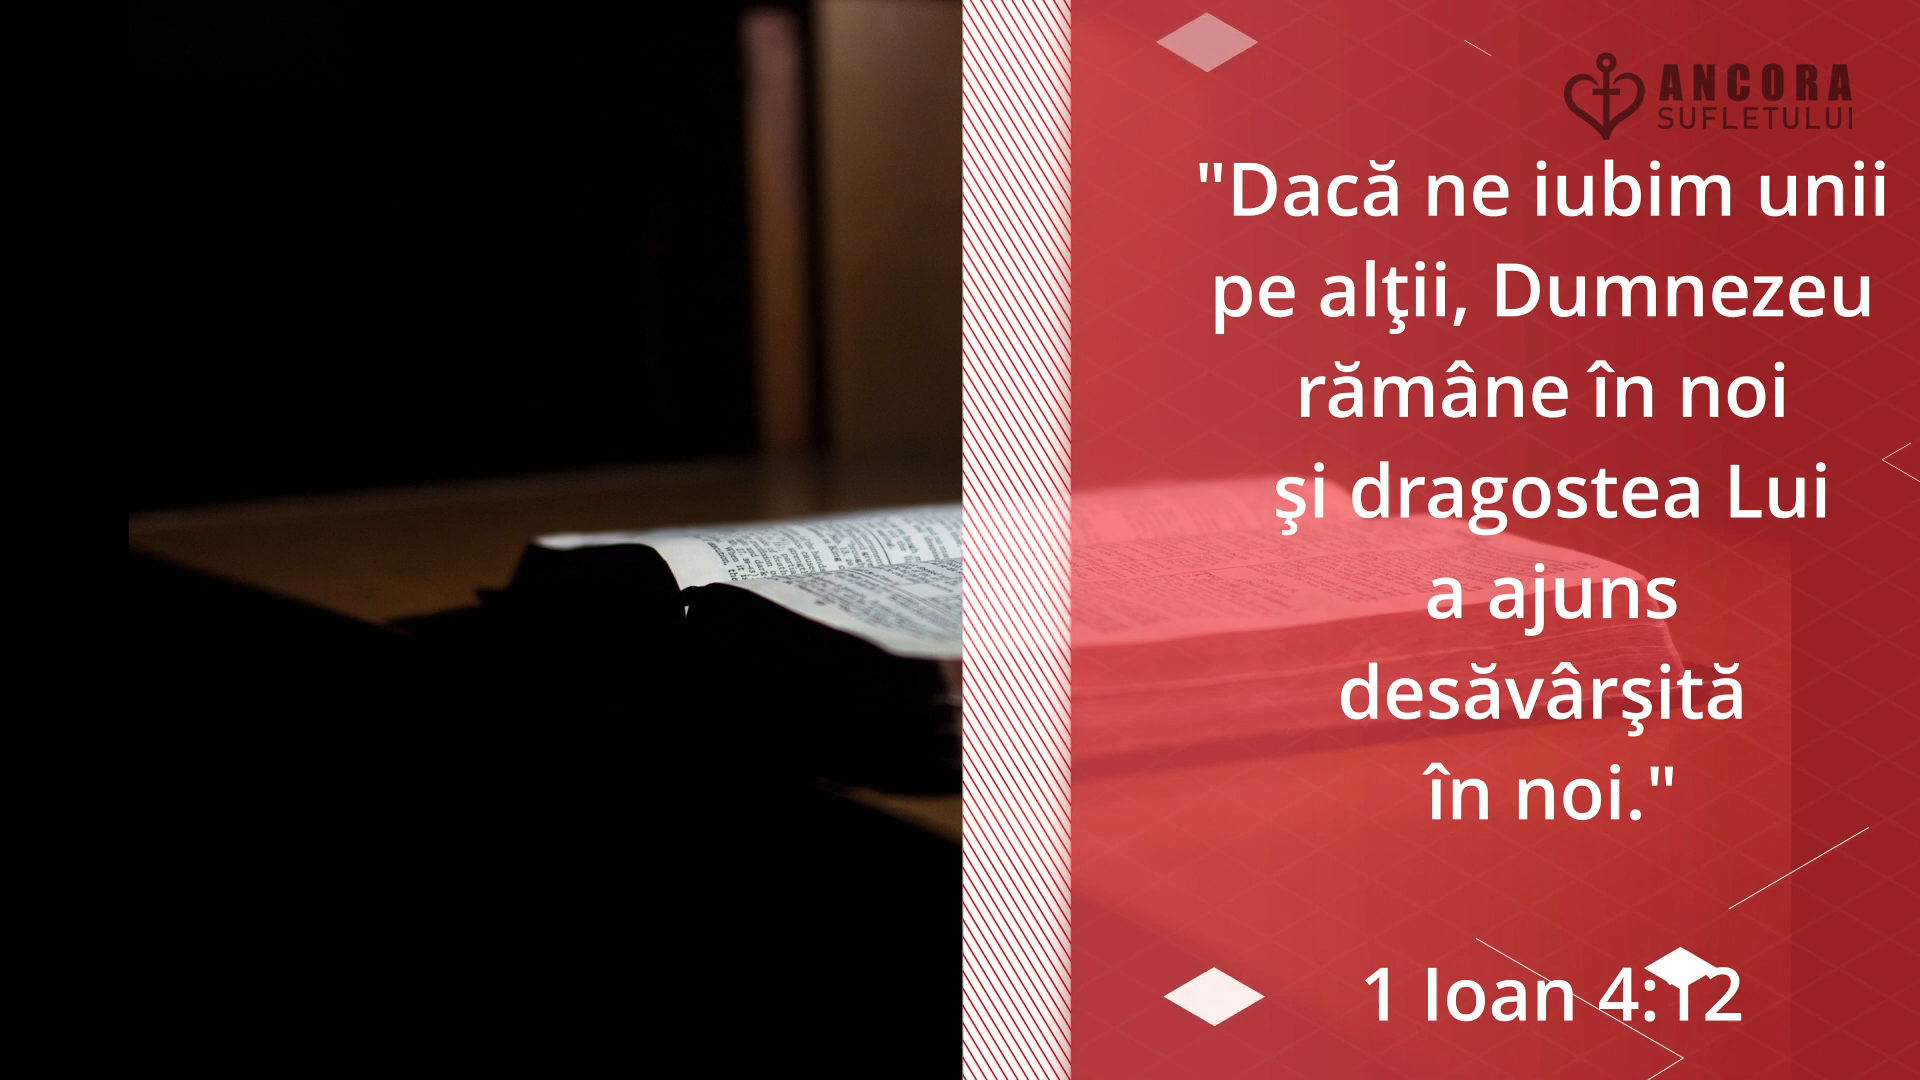 ANCORA
SUFLETULUI
"Dacă ne iubim unii
pe alţii, Dumnezeu
rămâne în noi
şi dragostea Lui
a ajuns
desăvârşită
în noi."
1 Ioan 4:12